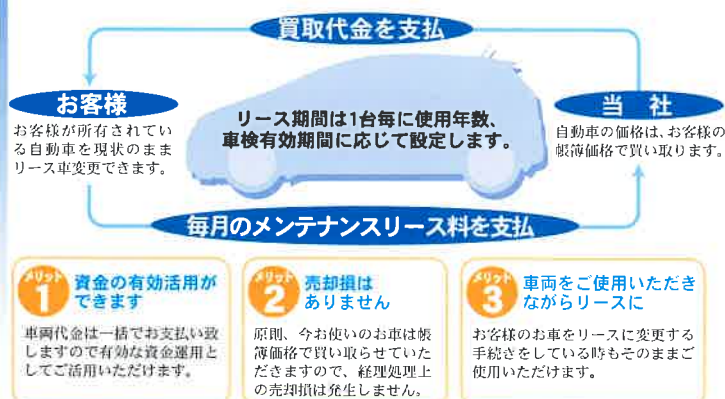 買取代金を支払
お客様
お客様が所有されてい
る自動車を現状のまま
リース車変更できます。
リース期間は1台毎に使用年数、
車検有効期間に応じて設定します。
当 社
自動車の価格は、お客様の
帳簿価格で買い取ります。
毎月のメンテナンスリース料を支払
メリット
1
資金の有効活用が
できます
車両代金は一括でお支払い致
しますので有効な資金運用と
してご活用いただけます。
メリット
2
売却損は
ありません
原則、今お使いのお車は帳
簿価格で買い取らせていた
だきますので、経理処理上
の売却損は発生しません。
メリット
3
車両をご使用いただき
ながらリースに
お客様のお車をリースに変更する
手続きをしている時もそのままご
使用いただけます。